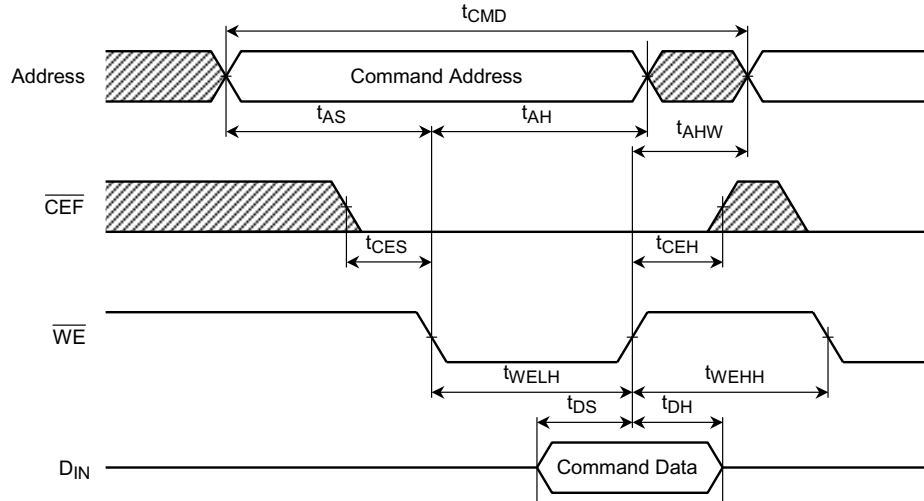 tCMD
Address
Command Address
tAS
tAH
tAHW
CEF
tCES
tCEH
WE
tWELH
tWEHH
tDS
tDH
DIN
Command Data